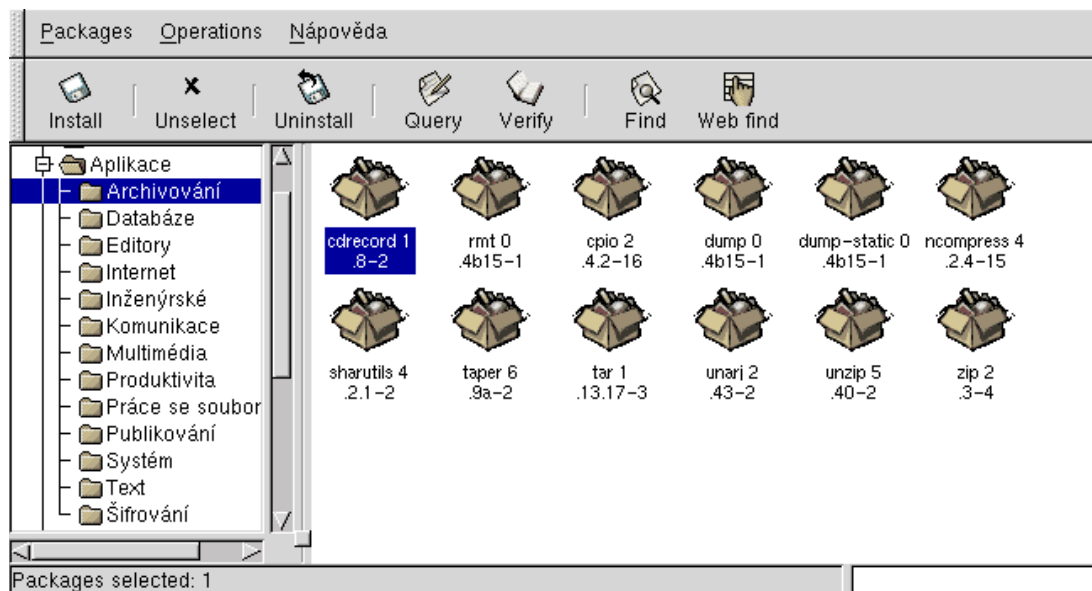 Packages Operations Nápověda
Install Unselect Uninstall Query Verify Find Web find
Aplikace
Archivování
Databáze
Editory
Internet
Inženýrské
Komunikace
Multimédia
Produktivita
Práce se soubor
Publikování
Systém
Text
Šifrování
cdrecord 1 rmt 0 cpio 2 dump 0 dump-static 0 ncompress 4
.8-2 .4b15-1 .4.2-16 .4b15-1 .4b15-1 .2.4-15
sharutils 4 taper 6 tar 1 unarj 2 unzip 5 zip 2
.2.1-2 .9a-2 .13.17-3 .43-2 .40-2 .3-4
Packages selected: 1